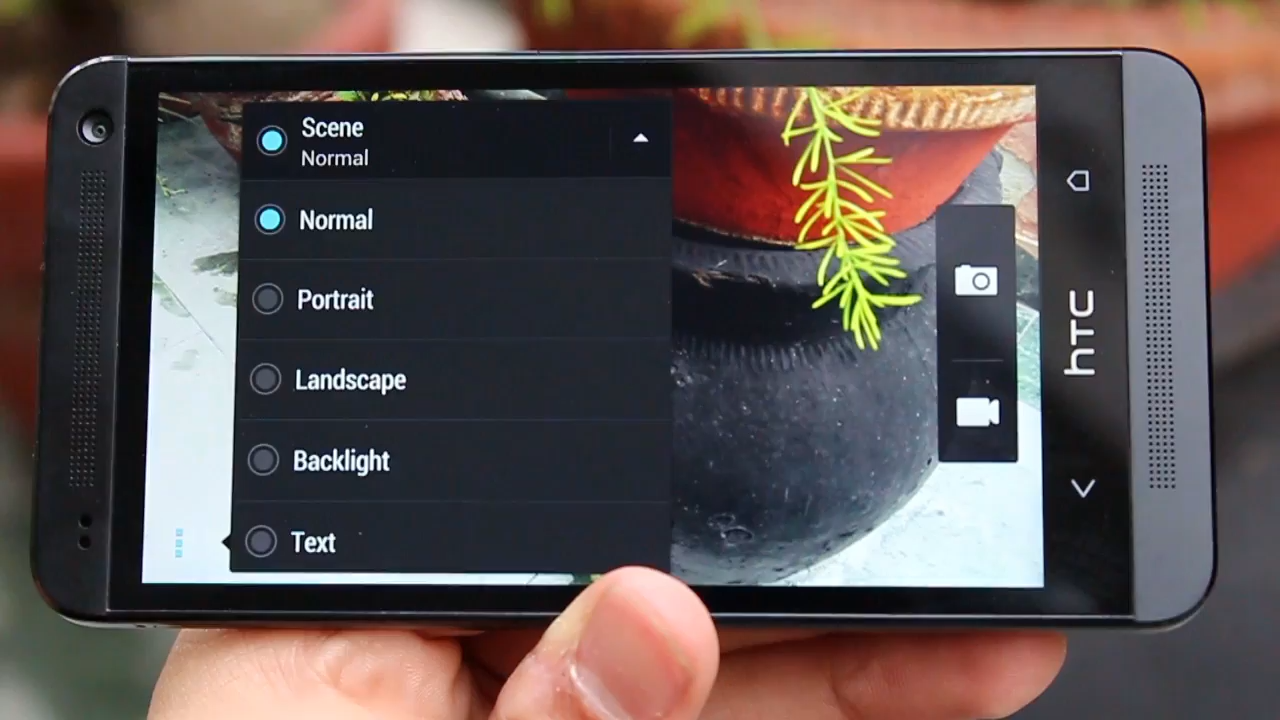 Scene
Normal
Normal
Portrait
Landscape
Backlight
Text
hTC